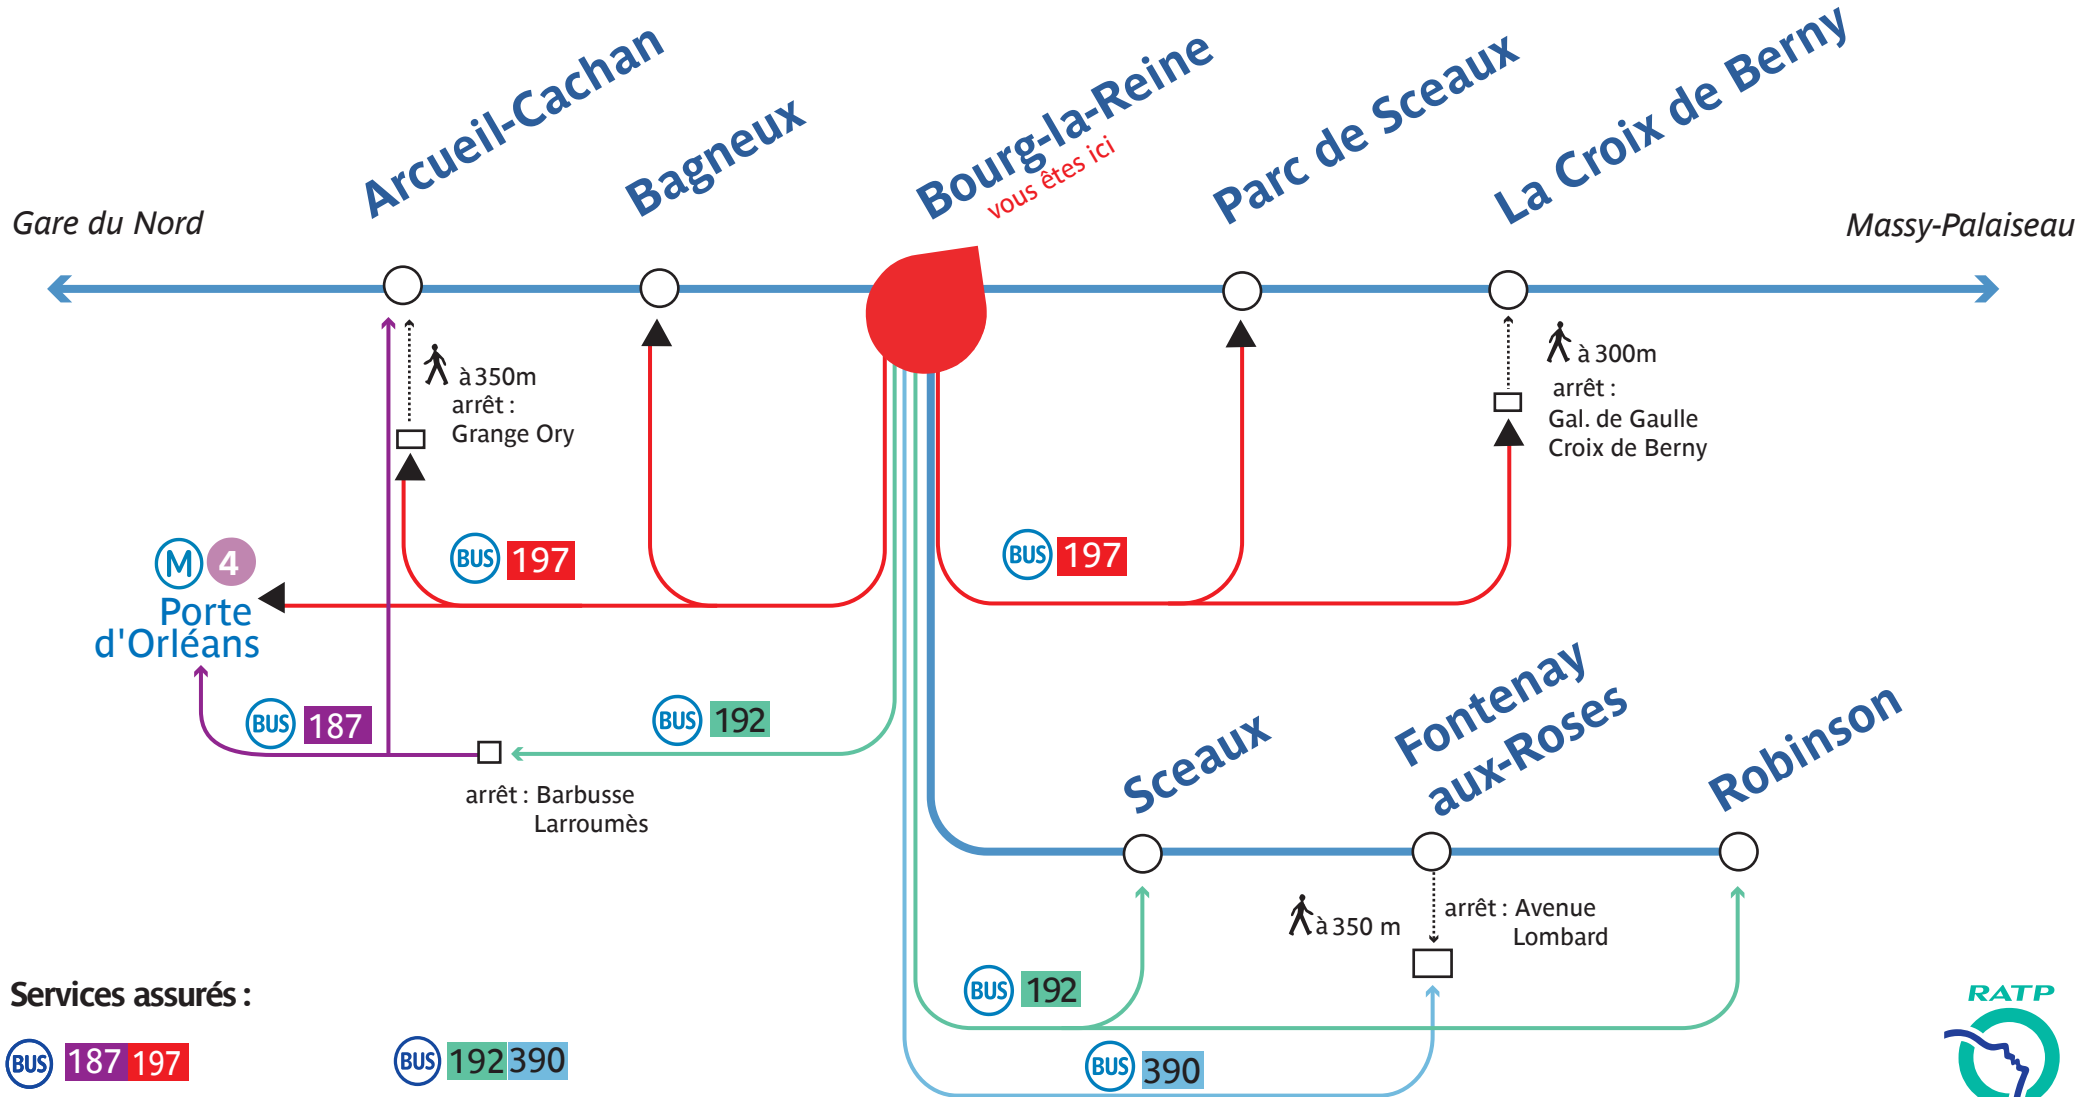 Arcueil-Cachan
Bagneux
Bourg-la-Reine
vous êtes ici
Parc de Sceaux
La Croix de Berny
Gare du Nord
Massy-Palaiseau
à 350m
arrêt :
Grange Ory
à 300m
arrêt :
Gal. de Gaulle
Croix de Berny
BUS 197
BUS 197
M 4
Porte
d'Orléans
BUS 187
BUS 192
arrêt : Barbusse
Larroumès
Sceaux
Fontenay
aux-Roses
Robinson
à 350 m
arrêt : Avenue
Lombard
BUS 192
BUS 390
Services assurés :
BUS 187 197
BUS 192 390
RATP